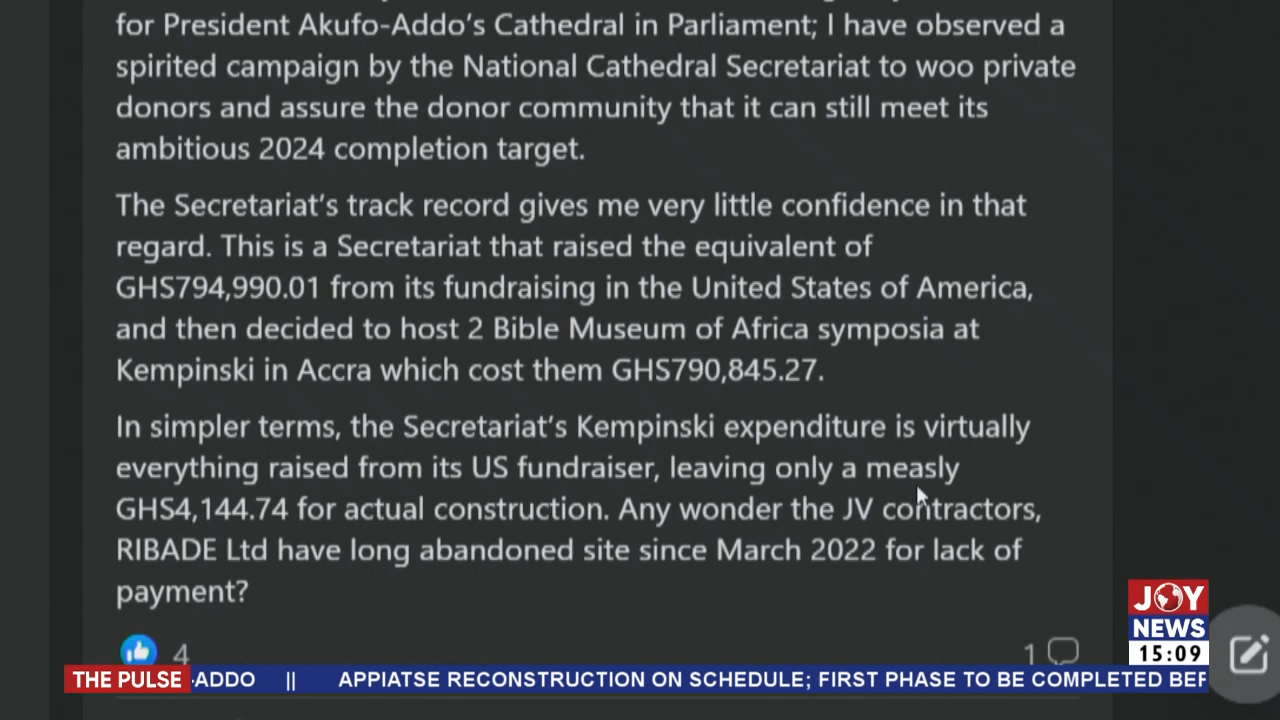 for President Akufo-Addo's Cathedral in Parliament; I have observed a
spirited campaign by the National Cathedral Secretariat to woo private
donors and assure the donor community that it can still meet its
ambitious 2024 completion target.
The Secretariat's track record gives me very little confidence in that
regard. This is a Secretariat that raised the equivalent of
GHS794,990.01 from its fundraising in the United States of America,
and then decided to host 2 Bible Museum of Africa symposia at
Kempinski in Accra which cost them GHS790,845.27.
In simpler terms, the Secretariat's Kempinski expenditure is virtually
everything raised from its US fundraiser, leaving only a measly
GHS4,144.74 for actual construction. Any wonder the JV contractors,
RIBADE Ltd have long abandoned site since March 2022 for lack of
payment?
4
1
JOY
NEWS
15:09
THE PULSE -ADDO || APPIATSE RECONSTRUCTION ON SCHEDULE; FIRST PHASE TO BE COMPLETED BEF